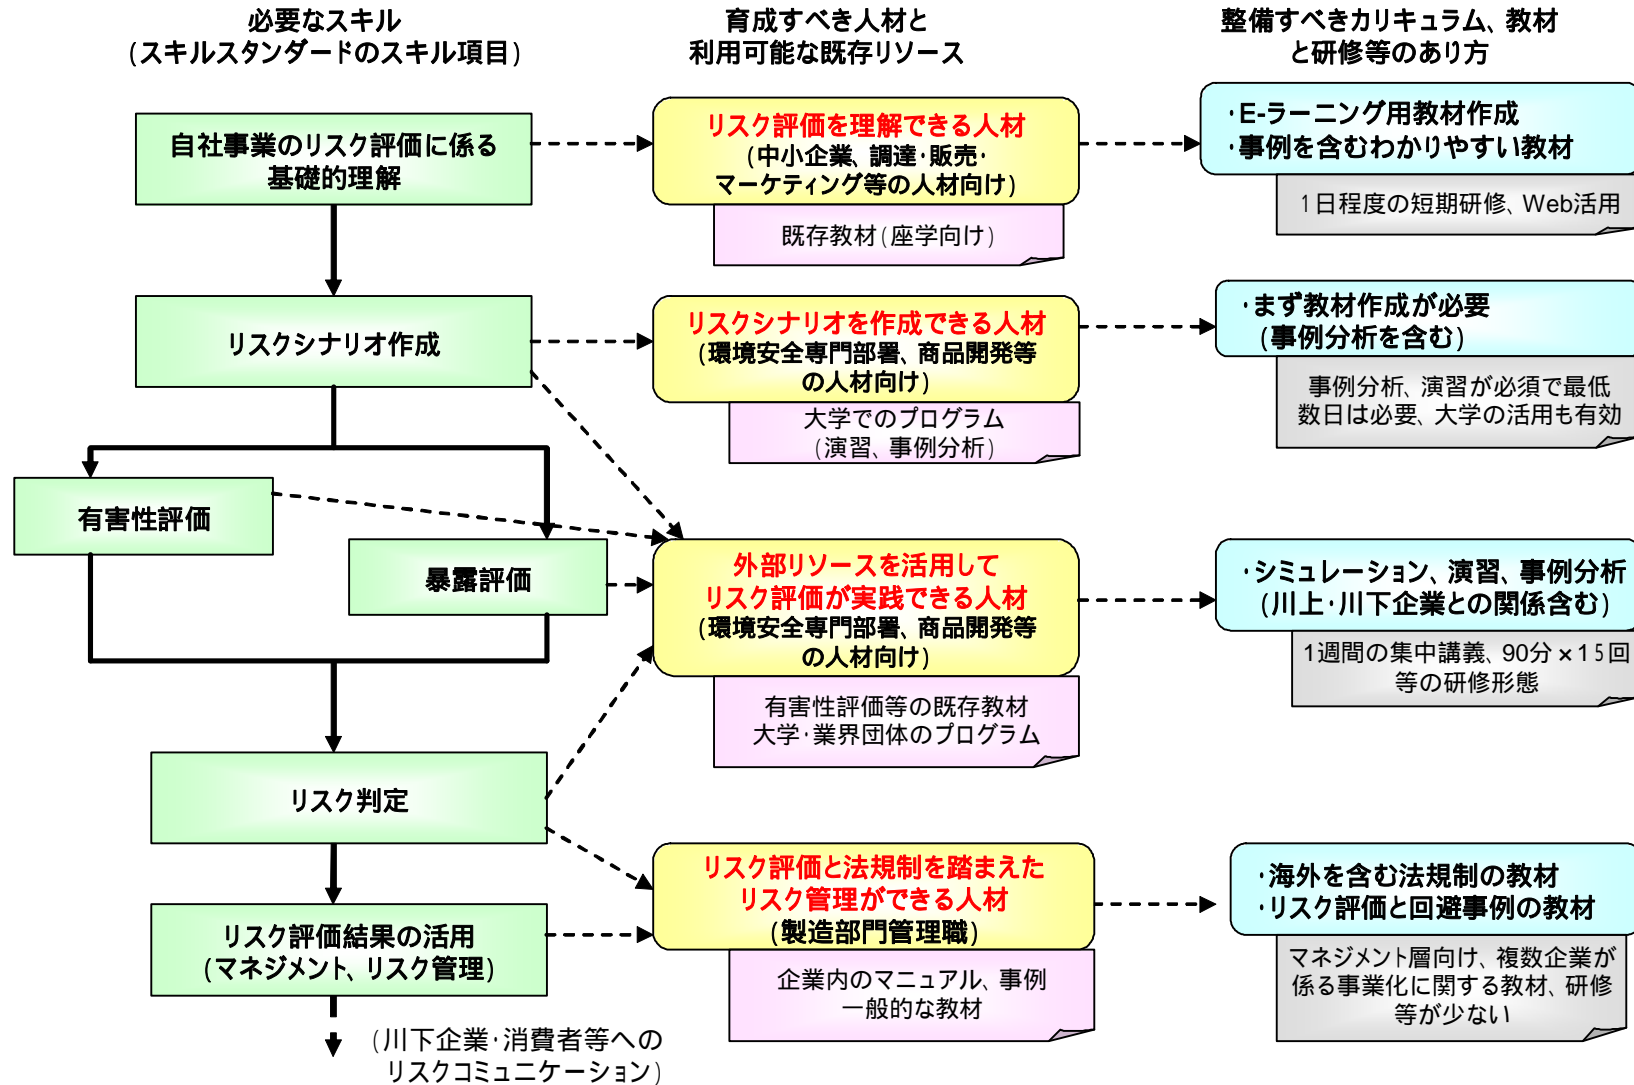 必要なスキル
(スキルスタンダードのスキル項目)
育成すべき人材と
利用可能な既存リソース
整備すべきカリキュラム、教材
と研修等のあり方
自社事業のリスク評価に係る
基礎的理解
リスク評価を理解できる人材
(中小企業、調達・販売・
マーケティング等の人材向け)
既存教材(座学向け)
・E-ラーニング用教材作成
・事例を含むわかりやすい教材
1日程度の短期研修、Web活用
リスクシナリオ作成
リスクシナリオを作成できる人材
(環境安全専門部署、商品開発等
の人材向け)
大学でのプログラム
(演習、事例分析)
・まず教材作成が必要
(事例分析を含む)
事例分析、演習が必須で最低
数日は必要、大学の活用も有効
有害性評価
暴露評価
外部リソースを活用して
リスク評価が実践できる人材
(環境安全専門部署、商品開発等
の人材向け)
有害性評価等の既存教材
大学・業界団体のプログラム
・シミュレーション、演習、事例分析
(川上・川下企業との関係含む)
1週間の集中講義、90分×15回
等の研修形態
リスク判定
リスク評価結果の活用
(マネジメント、リスク管理)
リスク評価と法規制を踏まえた
リスク管理ができる人材
(製造部門管理職)
企業内のマニュアル、事例
一般的な教材
・海外を含む法規制の教材
・リスク評価と回避事例の教材
マネジメント層向け、複数企業が
係る事業化に関する教材、研修
等が少ない
(川下企業・消費者等への
リスクコミュニケーション)